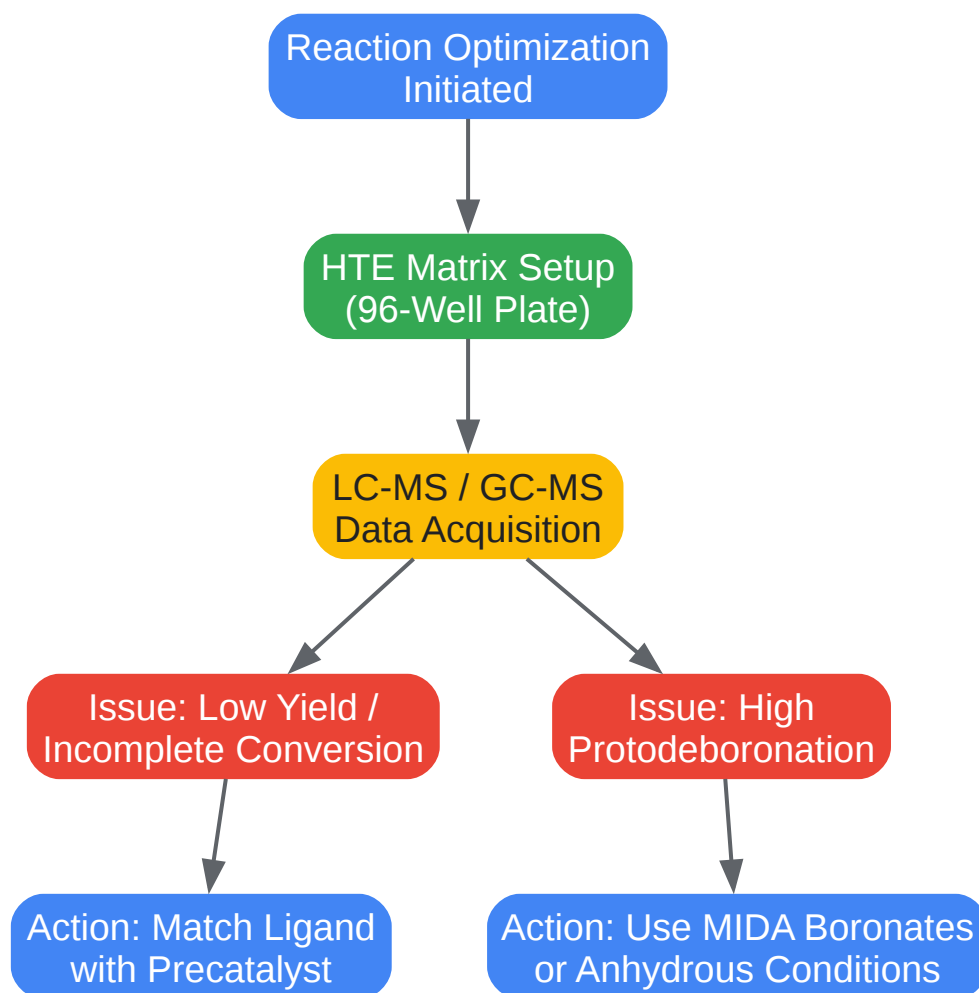 Reaction Optimization
Initiated
HTE Matrix Setup
(96-Well Plate)
LC-MS / GC-MS
Data Acquisition
Issue: Low Yield /
Incomplete Conversion
Issue: High
Protodeboronation
Action: Match Ligand
with Precatalyst
Action: Use MIDA Boronates
or Anhydrous Conditions